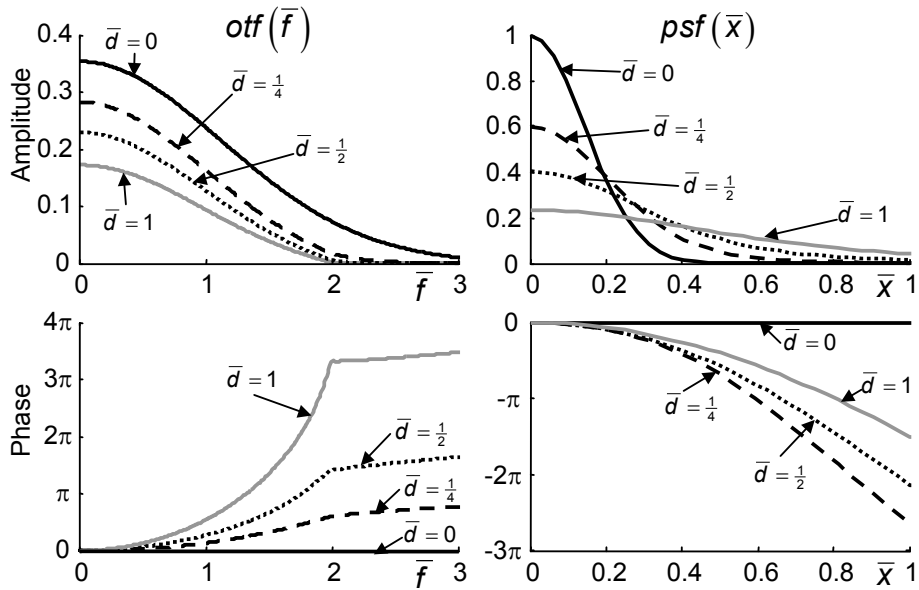 otf(f̅)
psf(x̅)
Amplitude
0.4
0.3
0.2
0.1
0
d̅ = 0
d̅ = 1/4
d̅ = 1/2
d̅ = 1
0
1
2
f̅
3
1
0.8
0.6
0.4
0.2
0
d̅ = 0
d̅ = 1/4
d̅ = 1/2
d̅ = 1
0
0.2
0.4
0.6
0.8
x̅
1
Phase
4π
3π
2π
π
0
d̅ = 1
d̅ = 1/2
d̅ = 1/4
d̅ = 0
0
1
2
f̅
3
0
-π
-2π
-3π
d̅ = 0
d̅ = 1
d̅ = 1/4
d̅ = 1/2
0
0.2
0.4
0.6
0.8
x̅
1